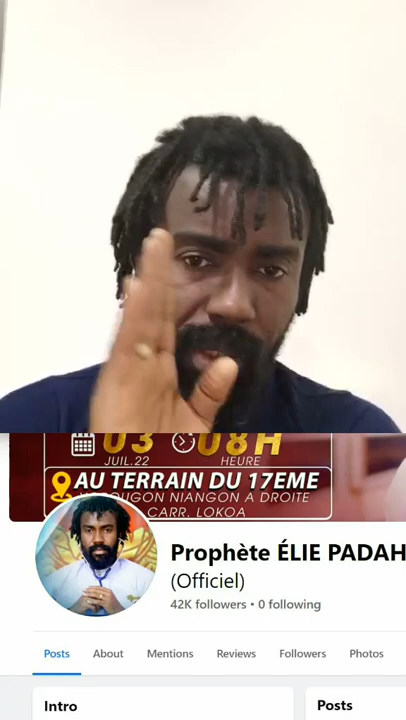 03 08H
JUIL.22 HEURE
AU TERRAIN DU 17EME
NIANGON A DROITE
CARR. LOKOA
Prophète ÉLIE PADAH
(Officiel)
42K followers • 0 following
Posts About Mentions Reviews Followers Photos
Intro Posts